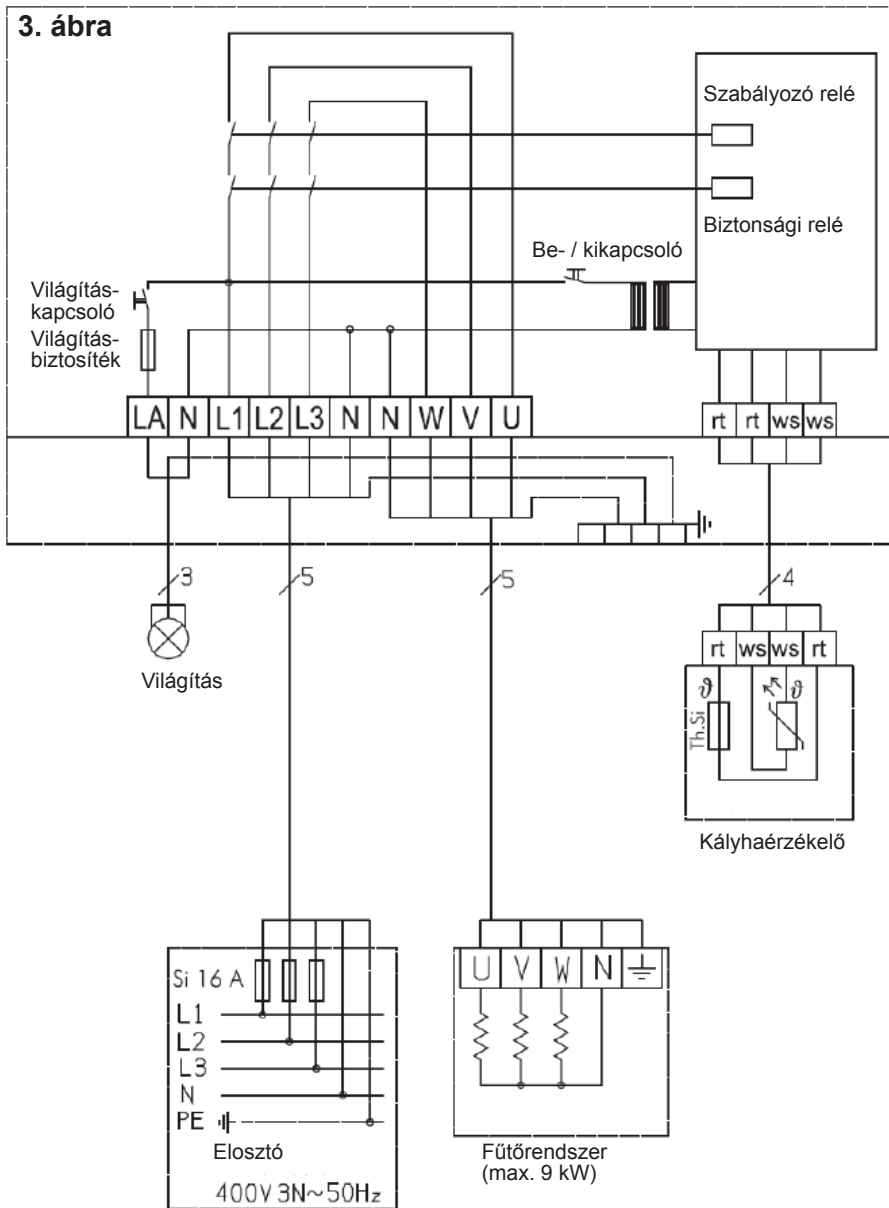 3. ábra
Szabályozó relé
Biztonsági relé
Be- / kikapcsoló
Világítás-
kapcsoló
Világítás-
biztosíték
LA N L1 L2 L3 N N W V U
rt rt ws ws
3
5
5
4
Világítás
rt ws ws rt
ϑ ϑ
Th.Si
Kályhaérzékelő
Si 16 A
L1
L2
L3
N
PE
Elosztó
400V 3N~50Hz
U V W N
Fűtőrendszer
(max. 9 kW)